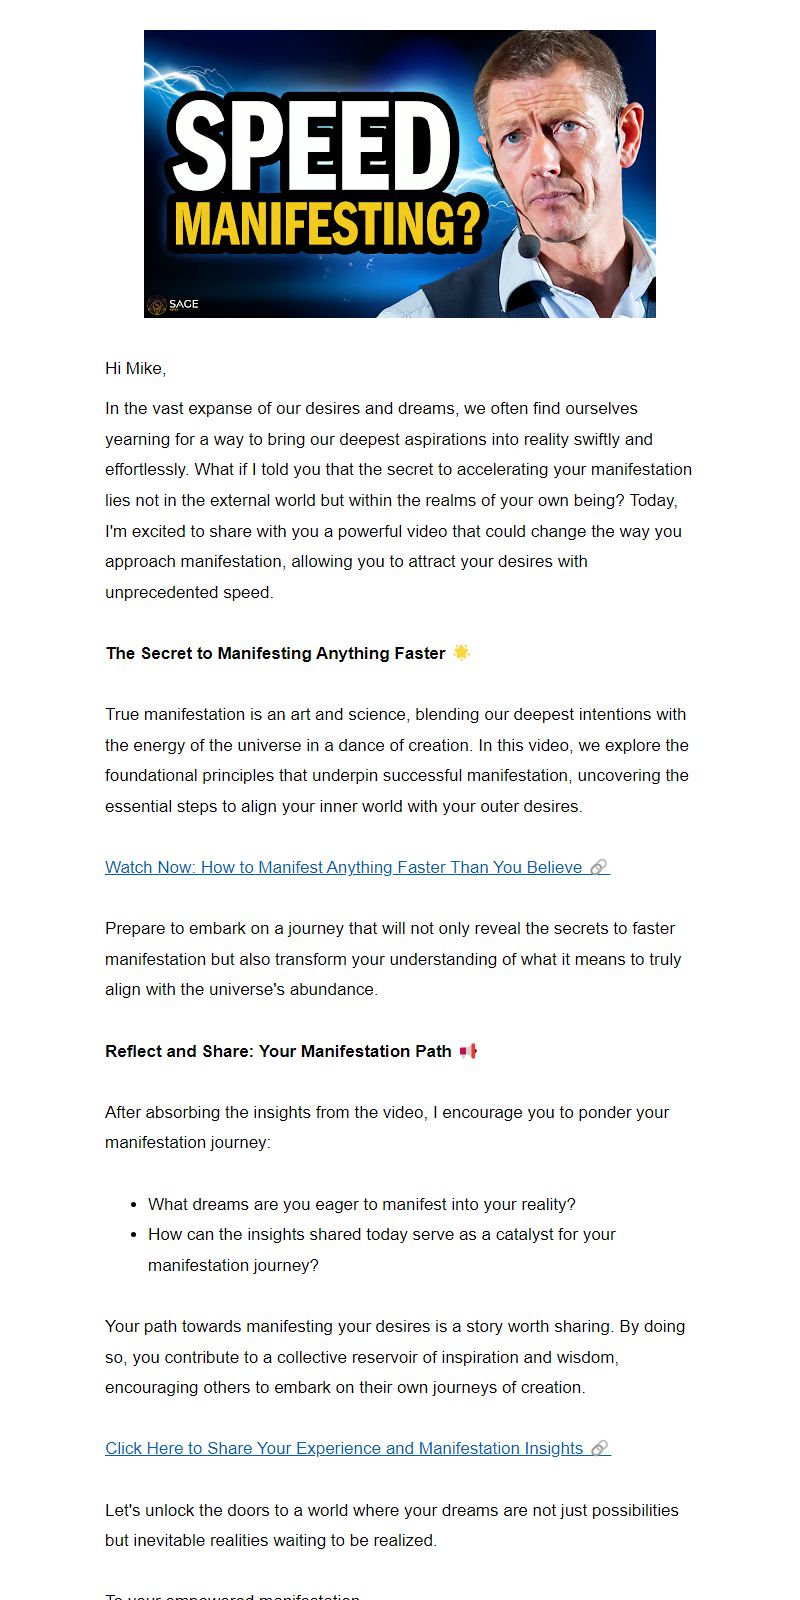 SPEED
MANIFESTING?
SAGE
Hi Mike,
In the vast expanse of our desires and dreams, we often find ourselves
yearning for a way to bring our deepest aspirations into reality swiftly and
effortlessly. What if I told you that the secret to accelerating your manifestation
lies not in the external world but within the realms of your own being? Today,
I'm excited to share with you a powerful video that could change the way you
approach manifestation, allowing you to attract your desires with
unprecedented speed.
The Secret to Manifesting Anything Faster 🌟
True manifestation is an art and science, blending our deepest intentions with
the energy of the universe in a dance of creation. In this video, we explore the
foundational principles that underpin successful manifestation, uncovering the
essential steps to align your inner world with your outer desires.
Watch Now: How to Manifest Anything Faster Than You Believe 🔗
Prepare to embark on a journey that will not only reveal the secrets to faster
manifestation but also transform your understanding of what it means to truly
align with the universe's abundance.
Reflect and Share: Your Manifestation Path 📢
After absorbing the insights from the video, I encourage you to ponder your
manifestation journey:
• What dreams are you eager to manifest into your reality?
• How can the insights shared today serve as a catalyst for your
manifestation journey?
Your path towards manifesting your desires is a story worth sharing. By doing
so, you contribute to a collective reservoir of inspiration and wisdom,
encouraging others to embark on their own journeys of creation.
Click Here to Share Your Experience and Manifestation Insights 🔗
Let's unlock the doors to a world where your dreams are not just possibilities
but inevitable realities waiting to be realized.
To your empowered manifestation